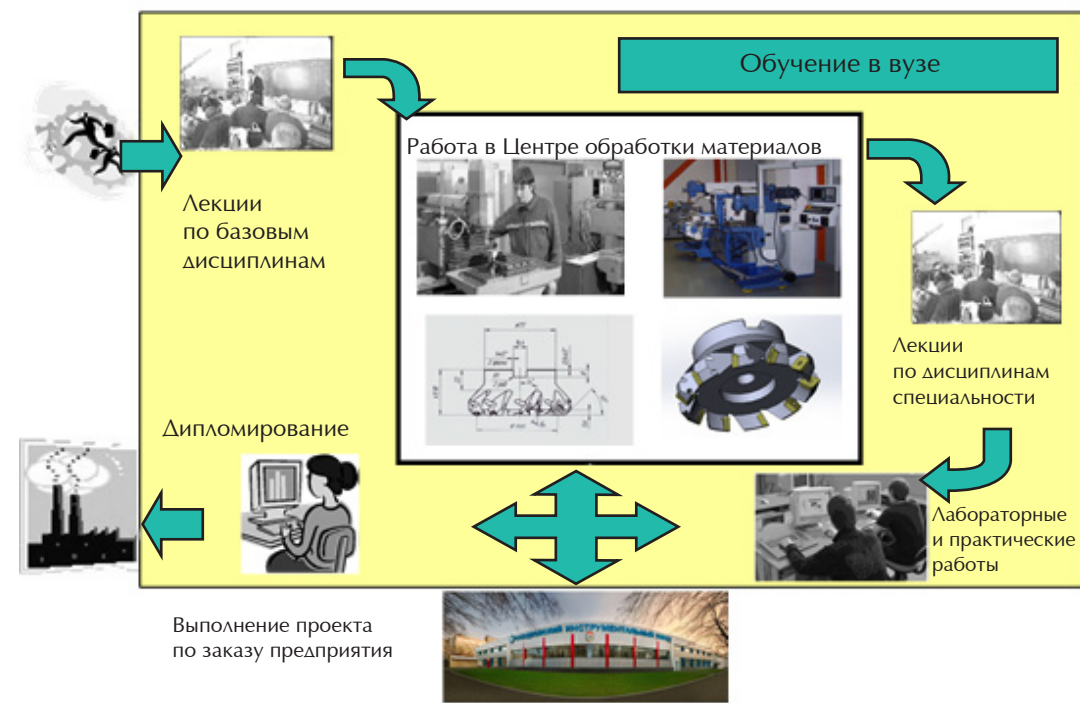 Обучение в вузе
Работа в Центре обработки материалов
Лекции
по базовым
дисциплинам
Лекции
по дисциплинам
специальности
Дипломирование
Лабораторные
и практические
работы
Выполнение проекта
по заказу предприятия
ИНСТРУМЕНТАЛЬНЫЙ